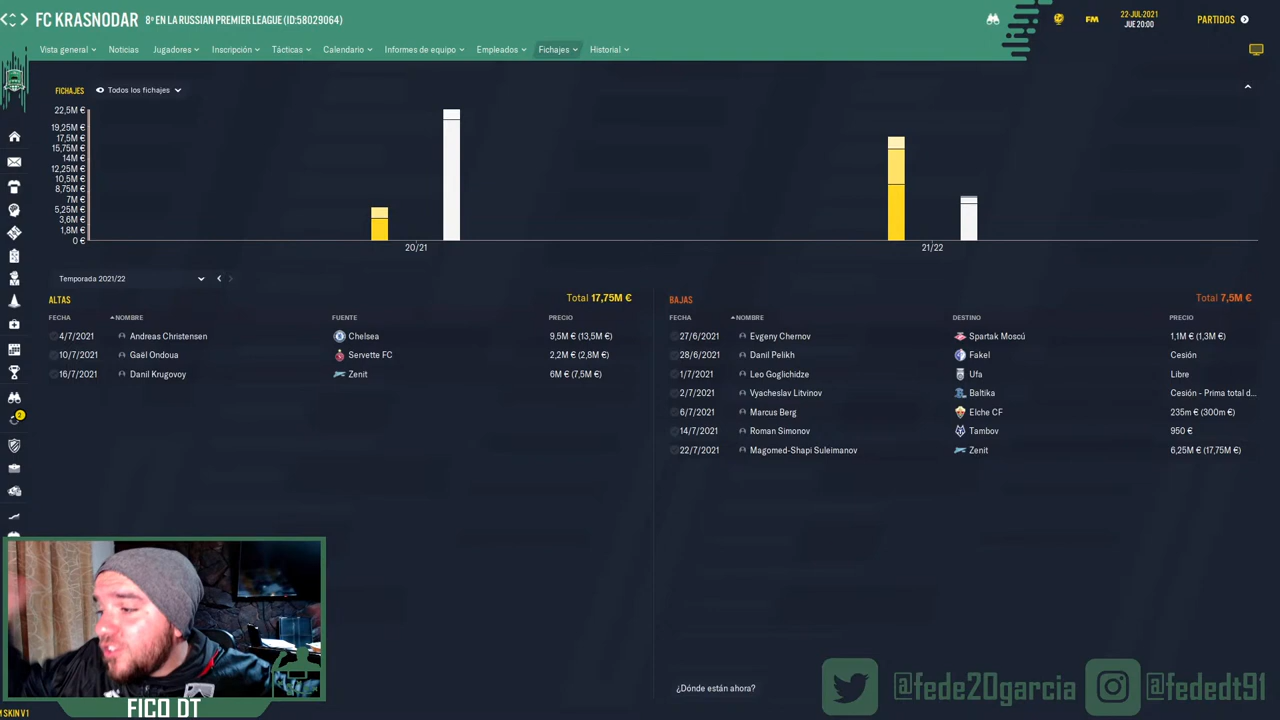 FC KRASNODAR 8º EN LA RUSSIAN PREMIER LEAGUE (ID:58029064)
FM
22-JUL-2021
JUE 20:00
PARTIDOS
Vista general Noticias Jugadores Inscripción Tácticas Calendario Informes de equipo Empleados Fichajes Historial
FICHAJES Todos los fichajes
22,5M €
19,25M €
17,5M €
15,75M €
14M €
12,25M €
10,5M €
8,75M €
7M €
5,25M €
3,6M €
1,8M €
0 €
20/21 21/22
Temporada 2021/22
ALTAS Total 17,75M €
FECHA NOMBRE FUENTE PRECIO
4/7/2021 Andreas Christensen Chelsea 9,5M € (13,5M €)
10/7/2021 Gaël Ondoua Servette FC 2,2M € (2,8M €)
16/7/2021 Danil Krugovoy Zenit 6M € (7,5M €)
BAJAS Total 7,5M €
FECHA NOMBRE DESTINO PRECIO
27/6/2021 Evgeny Chernov Spartak Moscú 1,1M € (1,3M €)
28/6/2021 Danil Pelikh Fakel Cesión
1/7/2021 Leo Goglichidze Ufa Libre
2/7/2021 Vyacheslav Litvinov Baltika Cesión - Prima total d...
6/7/2021 Marcus Berg Elche CF 235m € (300m €)
14/7/2021 Roman Simonov Tambov 950 €
22/7/2021 Magomed-Shapi Suleimanov Zenit 6,25M € (17,75M €)
2
¿Dónde están ahora?
@fede20garcia @fededt91
FICO DT
M SKIN V1